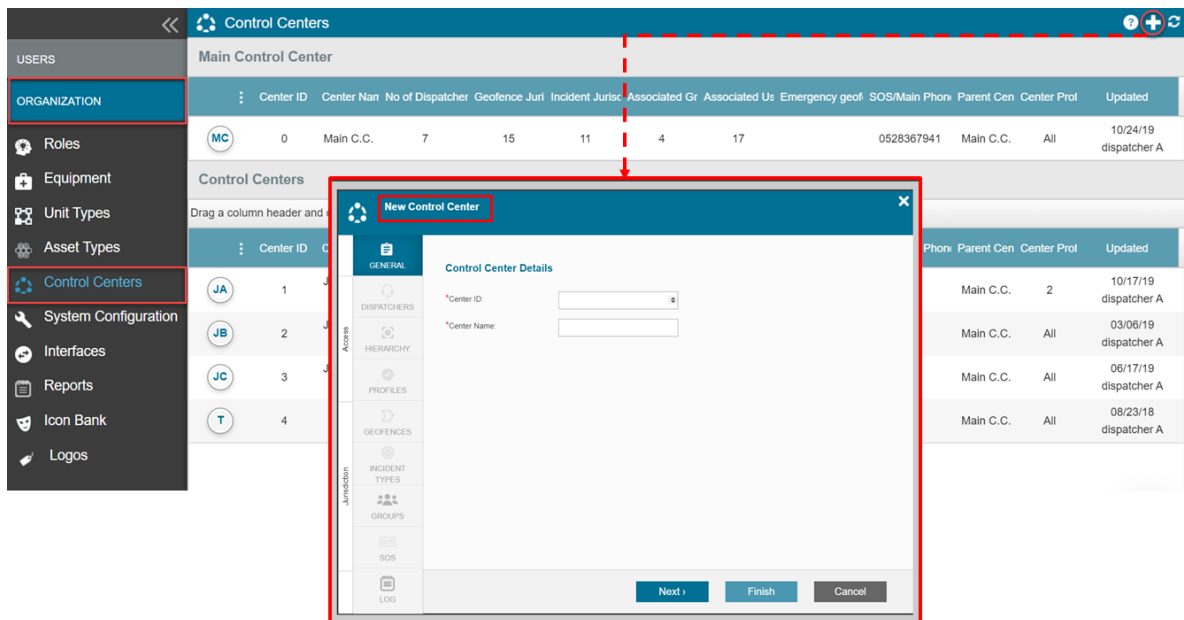 Control Centers
?
USERS
ORGANIZATION
Roles
Equipment
Unit Types
Asset Types
Control Centers
System Configuration
Interfaces
Reports
Icon Bank
Logos
Main Control Center
Center ID Center Nan No of Dispatcher Geofence Juri Incident Jurisc Associated Gr Associated Us Emergency geof SOS/Main Phon Parent Cen Center Prof Updated
MC 0 Main C.C. 7 15 11 4 17 0528367941 Main C.C. All 10/24/19
dispatcher A
Control Centers
Drag a column header and
Center ID C Phon Parent Cen Center Prof Updated
JA 1 J Main C.C. 2 10/17/19
dispatcher A
JB 2 J Main C.C. All 03/06/19
dispatcher A
JC 3 J Main C.C. All 06/17/19
dispatcher A
T 4 Main C.C. All 08/23/18
dispatcher A
New Control Center
Access
Jurisdiction
GENERAL
DISPATCHERS
HIERARCHY
PROFILES
GEOFENCES
INCIDENT
TYPES
GROUPS
SOS
LOG
Control Center Details
*Center ID:
*Center Name:
Next ›
Finish
Cancel